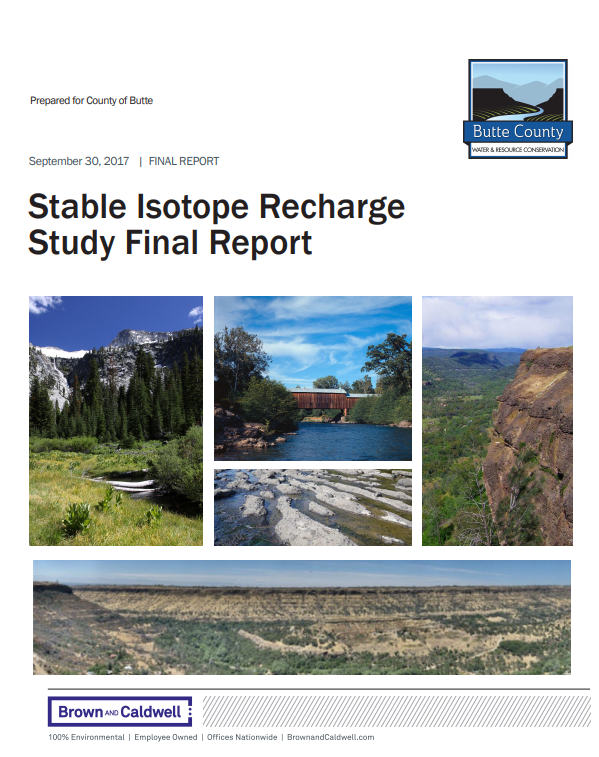 Prepared for County of Butte
Butte County
WATER & RESOURCE CONSERVATION
September 30, 2017 | FINAL REPORT
Stable Isotope Recharge
Study Final Report
Brown AND Caldwell
100% Environmental | Employee Owned | Offices Nationwide | BrownandCaldwell.com